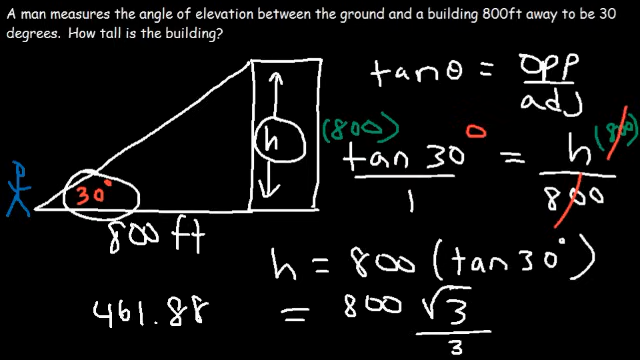 A man measures the angle of elevation between the ground and a building 800ft away to be 30
degrees. How tall is the building?
tanθ = opp/adj
(800) tan 30°/1 = h (800)/800
h
30°
800 ft
h = 800 (tan 30°)
461.88 = 800 √3/3